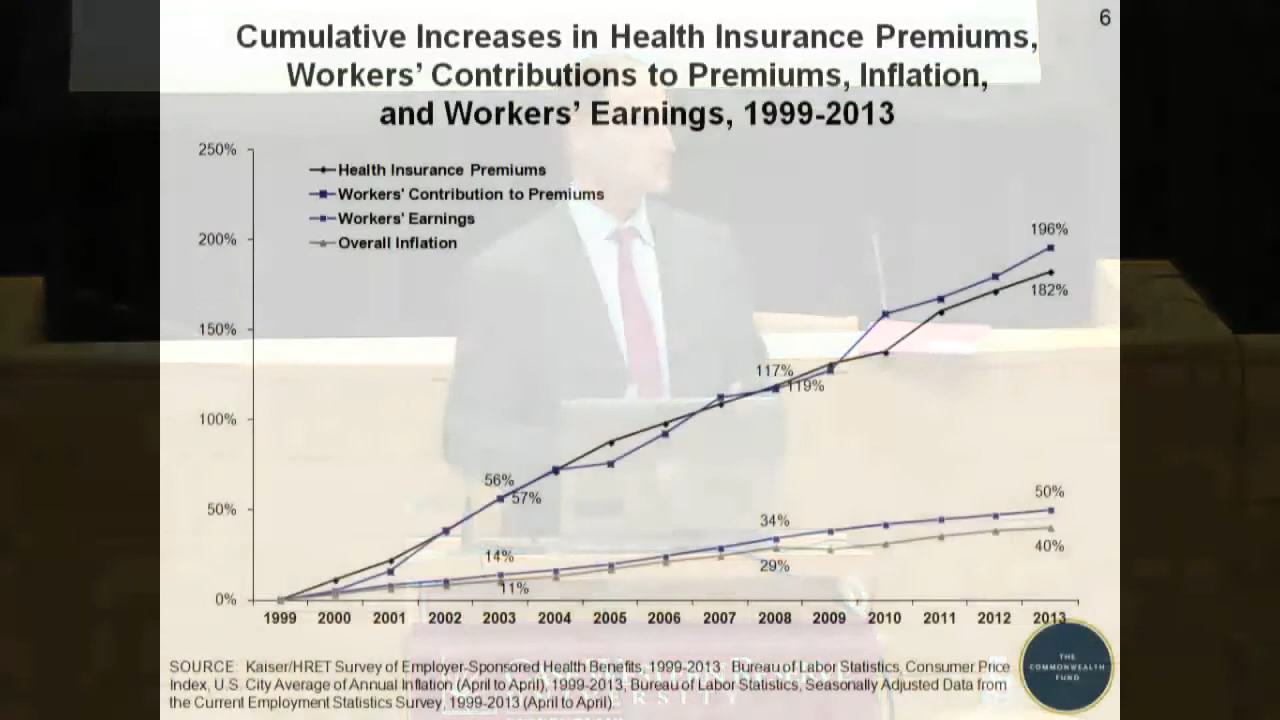 6
Cumulative Increases in Health Insurance Premiums,
Workers' Contributions to Premiums, Inflation,
and Workers' Earnings, 1999-2013
250%
Health Insurance Premiums
Workers' Contribution to Premiums
Workers' Earnings
Overall Inflation
200%
196%
182%
150%
117%
119%
100%
56%
57%
50%
50%
34%
14%
40%
29%
11%
0%
1999 2000 2001 2002 2003 2004 2005 2006 2007 2008 2009 2010 2011 2012 2013
SOURCE: Kaiser/HRET Survey of Employer-Sponsored Health Benefits, 1999-2013. Bureau of Labor Statistics, Consumer Price
Index, U.S. City Average of Annual Inflation (April to April), 1999-2013; Bureau of Labor Statistics, Seasonally Adjusted Data from
the Current Employment Statistics Survey, 1999-2013 (April to April).
THE
COMMONWEALTH
FUND